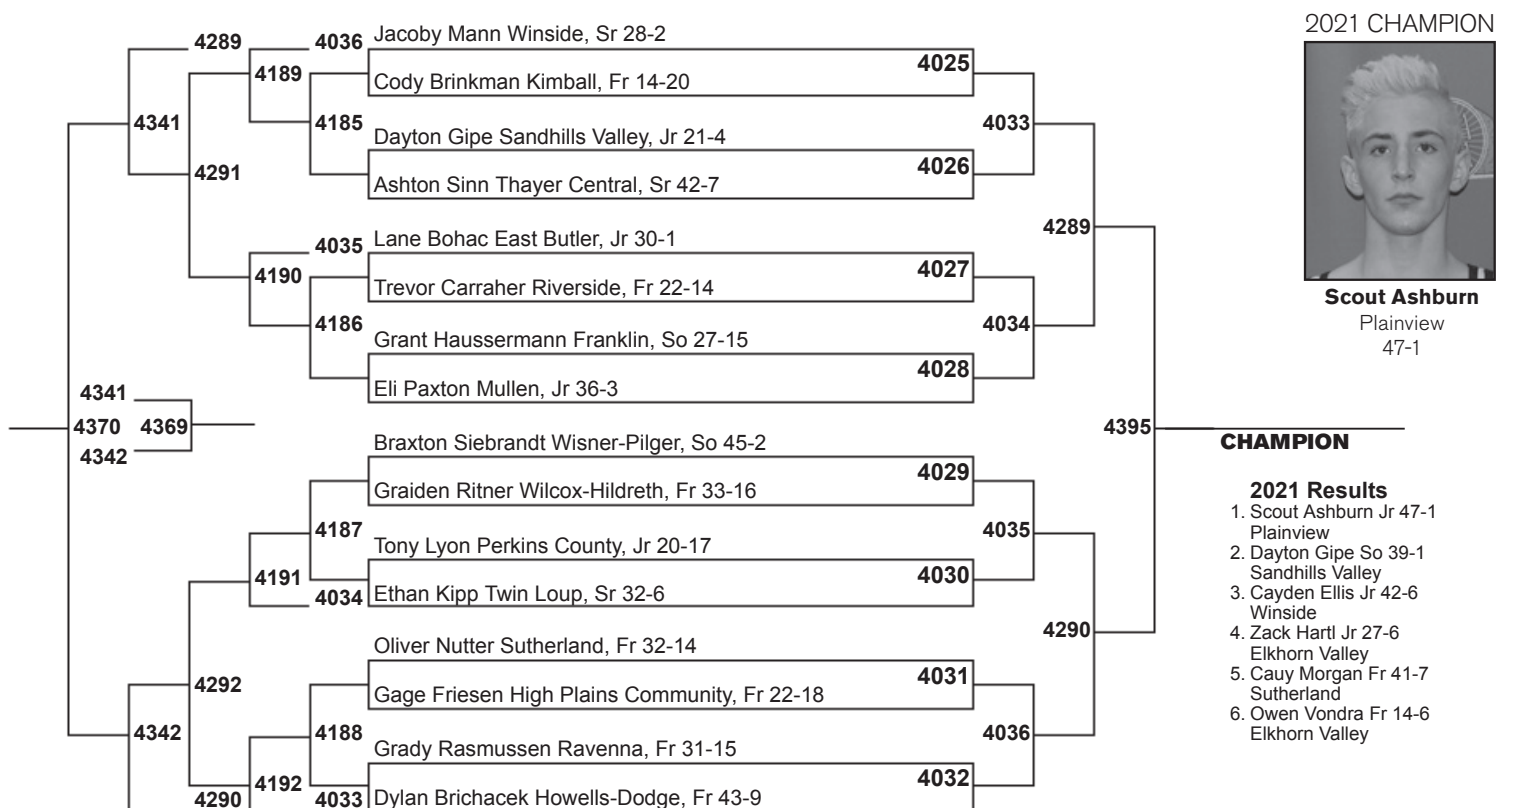 2021 CHAMPION
4289
4036
Jacoby Mann Winside, Sr 28-2
4025
4189
Cody Brinkman Kimball, Fr 14-20
4341
4185
Dayton Gipe Sandhills Valley, Jr 21-4
4033
4026
4291
Ashton Sinn Thayer Central, Sr 42-7
4289
4035
Lane Bohac East Butler, Jr 30-1
4027
4190
Trevor Carraher Riverside, Fr 22-14
4186
Grant Haussermann Franklin, So 27-15
4034
4028
Eli Paxton Mullen, Jr 36-3
Scout Ashburn
Plainview
47-1
4341
4370
4369
4342
4395
CHAMPION
Braxton Siebrandt Wisner-Pilger, So 45-2
4029
Graiden Ritner Wilcox-Hildreth, Fr 33-16
4187
Tony Lyon Perkins County, Jr 20-17
4035
4030
4191
4034
Ethan Kipp Twin Loup, Sr 32-6
4290
Oliver Nutter Sutherland, Fr 32-14
4031
4292
Gage Friesen High Plains Community, Fr 22-18
4342
4188
Grady Rasmussen Ravenna, Fr 31-15
4036
4032
4192
4290
4033
Dylan Brichacek Howells-Dodge, Fr 43-9
2021 Results
1. Scout Ashburn Jr 47-1
Plainview
2. Dayton Gipe So 39-1
Sandhills Valley
3. Cayden Ellis Jr 42-6
Winside
4. Zack Hartl Jr 27-6
Elkhorn Valley
5. Cauy Morgan Fr 41-7
Sutherland
6. Owen Vondra Fr 14-6
Elkhorn Valley